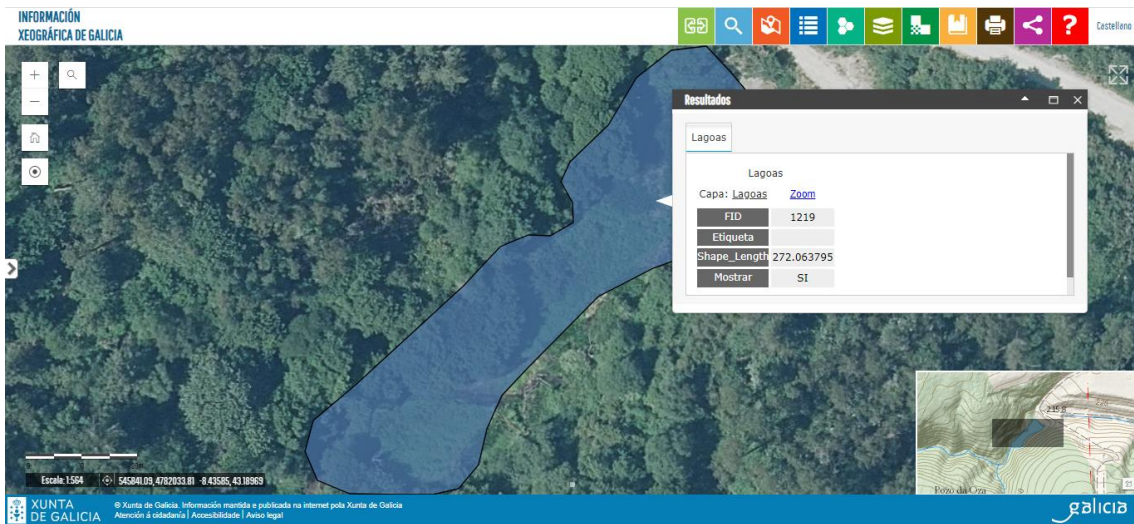 INFORMACIÓN
XEOGRÁFICA DE GALICIA
Castellano
Resultados
Lagoas
Lagoas
Capa: Lagoas Zoom
FID 1219
Etiqueta
Shape_Length 272.063795
Mostrar SI
235.8
Pozo da Oza
Escala: 1:564 545841.09, 4782033.81 -8.43585, 43.18969
XUNTA
DE GALICIA
© Xunta de Galicia. Información mantida e publicada na internet pola Xunta de Galicia
Atención á cidadanía | Accesibilidade | Aviso legal
galicia